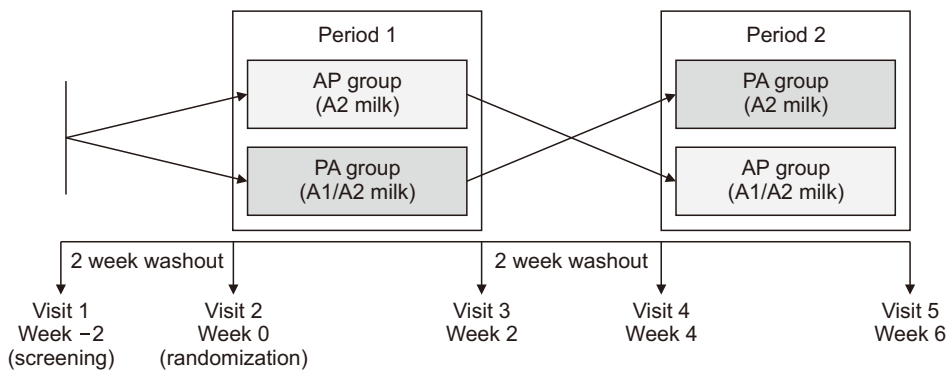 Period 1
Period 2
AP group
(A2 milk)
PA group
(A2 milk)
PA group
(A1/A2 milk)
AP group
(A1/A2 milk)
2 week washout
2 week washout
Visit 1
Week −2
(screening)
Visit 2
Week 0
(randomization)
Visit 3
Week 2
Visit 4
Week 4
Visit 5
Week 6